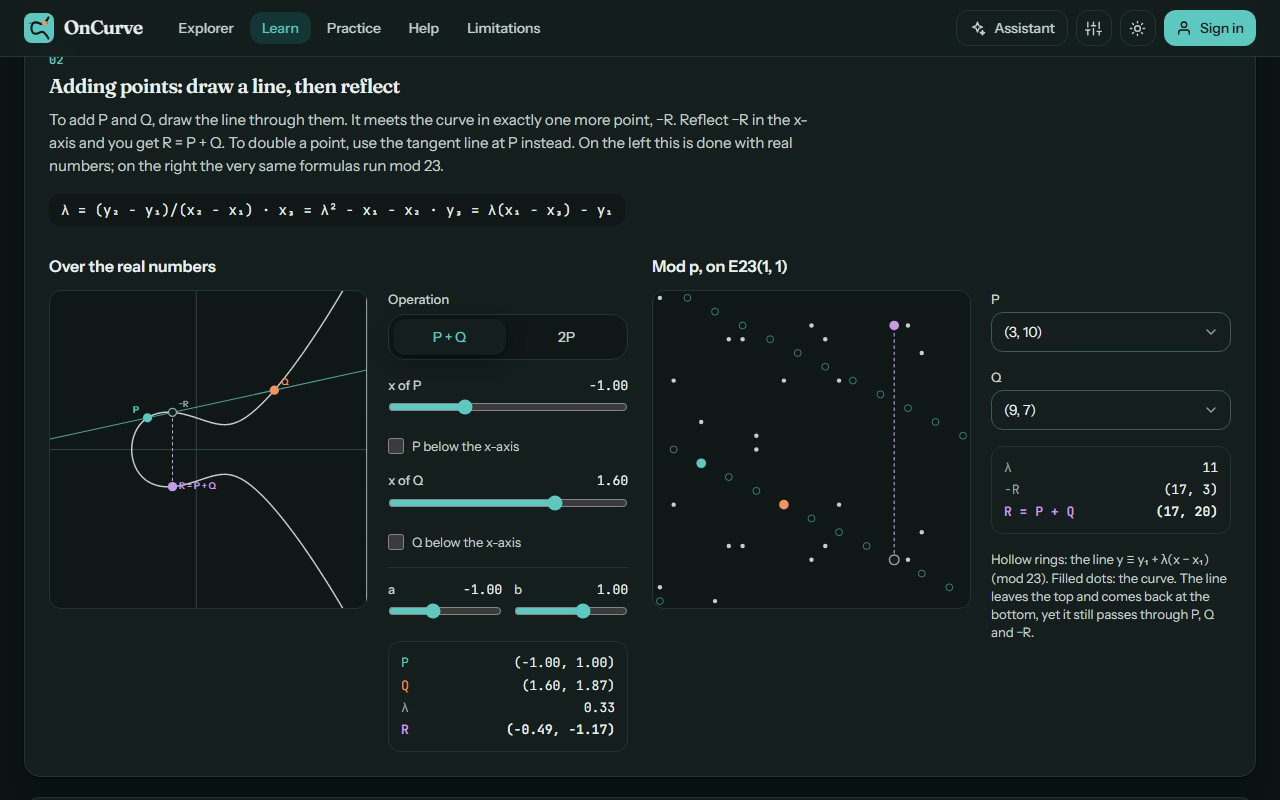 OnCurve
Explorer
Learn
Practice
Help
Limitations
Assistant
Sign in
02
Adding points: draw a line, then reflect
To add P and Q, draw the line through them. It meets the curve in exactly one more point, −R. Reflect −R in the x-
axis and you get R = P + Q. To double a point, use the tangent line at P instead. On the left this is done with real
numbers; on the right the very same formulas run mod 23.
λ = (y₂ - y₁)/(x₂ - x₁) · x₃ = λ² - x₁ - x₂ · y₃ = λ(x₁ - x₃) - y₁
Over the real numbers
P
Q
−R
R=P+Q
Operation
P + Q
2P
x of P -1.00
P below the x-axis
x of Q 1.60
Q below the x-axis
a -1.00 b 1.00
P (-1.00, 1.00)
Q (1.60, 1.87)
λ 0.33
R (-0.49, -1.17)
Mod p, on E23(1, 1)
P
(3, 10)
Q
(9, 7)
λ 11
-R (17, 3)
R = P + Q (17, 20)
Hollow rings: the line y ≡ y₁ + λ(x − x₁)
(mod 23). Filled dots: the curve. The line
leaves the top and comes back at the
bottom, yet it still passes through P, Q
and −R.